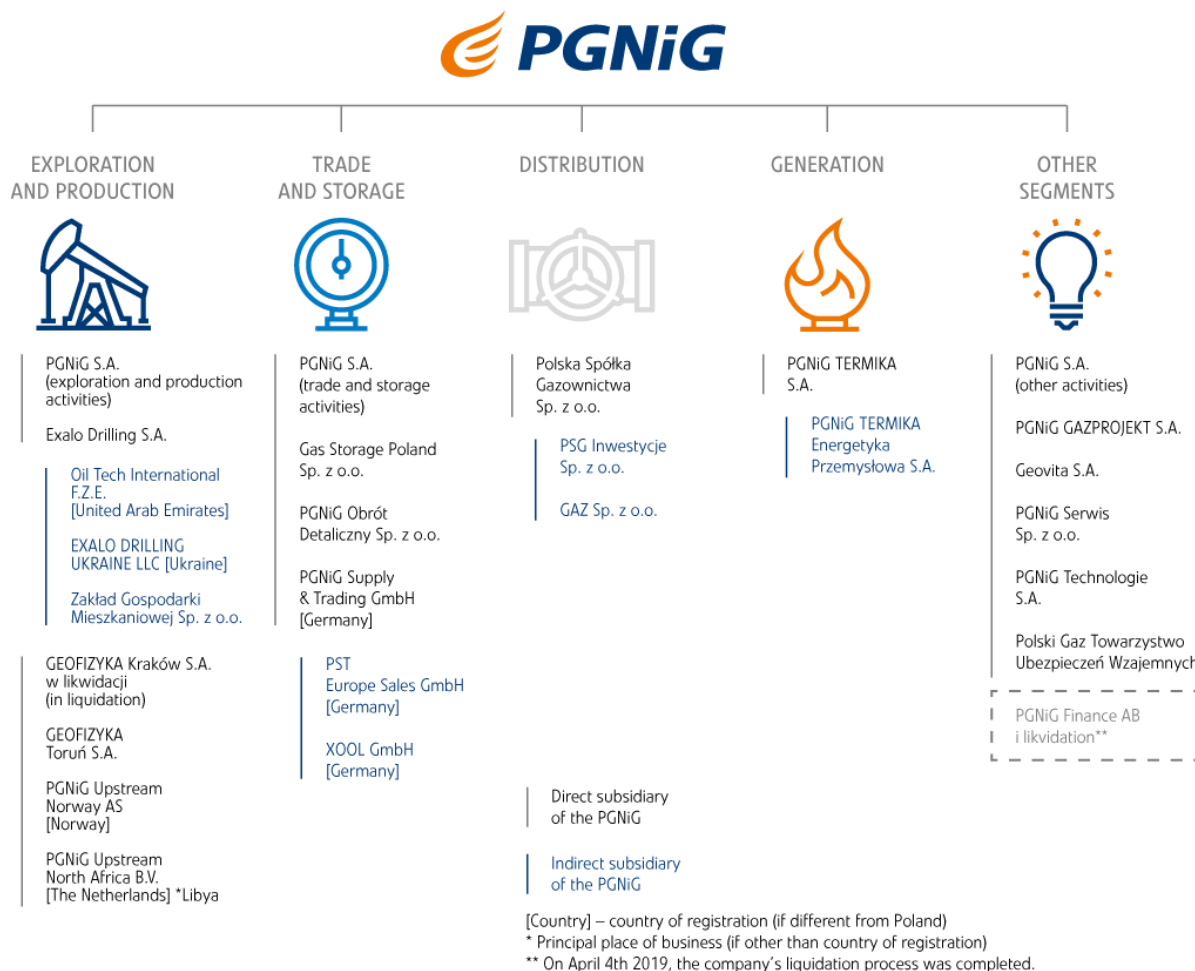 PGNiG
EXPLORATION
AND PRODUCTION
PGNiG S.A.
(exploration and production
activities)
Exalo Drilling S.A.
Oil Tech International
F.Z.E.
[United Arab Emirates]
EXALO DRILLING
UKRAINE LLC [Ukraine]
Zakład Gospodarki
Mieszkaniowej Sp. z o.o.
GEOFIZYKA Kraków S.A.
w likwidacji
(in liquidation)
GEOFIZYKA
Toruń S.A.
PGNiG Upstream
Norway AS
[Norway]
PGNiG Upstream
North Africa B.V.
[The Netherlands] *Libya
TRADE
AND STORAGE
PGNiG S.A.
(trade and storage
activities)
Gas Storage Poland
Sp. z o.o.
PGNiG Obrót
Detaliczny Sp. z o.o.
PGNiG Supply
& Trading GmbH
[Germany]
PST
Europe Sales GmbH
[Germany]
XOOL GmbH
[Germany]
DISTRIBUTION
Polska Spółka
Gazownictwa
Sp. z o.o.
PSG Inwestycje
Sp. z o.o.
GAZ Sp. z o.o.
GENERATION
PGNiG TERMIKA
S.A.
PGNiG TERMIKA
Energetyka
Przemysłowa S.A.
OTHER
SEGMENTS
PGNiG S.A.
(other activities)
PGNiG GAZPROJEKT S.A.
Geovita S.A.
PGNiG Serwis
Sp. z o.o.
PGNiG Technologie
S.A.
Polski Gaz Towarzystwo
Ubezpieczeń Wzajemnych
PGNiG Finance AB
i likvidation**
Direct subsidiary
of the PGNiG
Indirect subsidiary
of the PGNiG
[Country] – country of registration (if different from Poland)
* Principal place of business (if other than country of registration)
** On April 4th 2019, the company's liquidation process was completed.